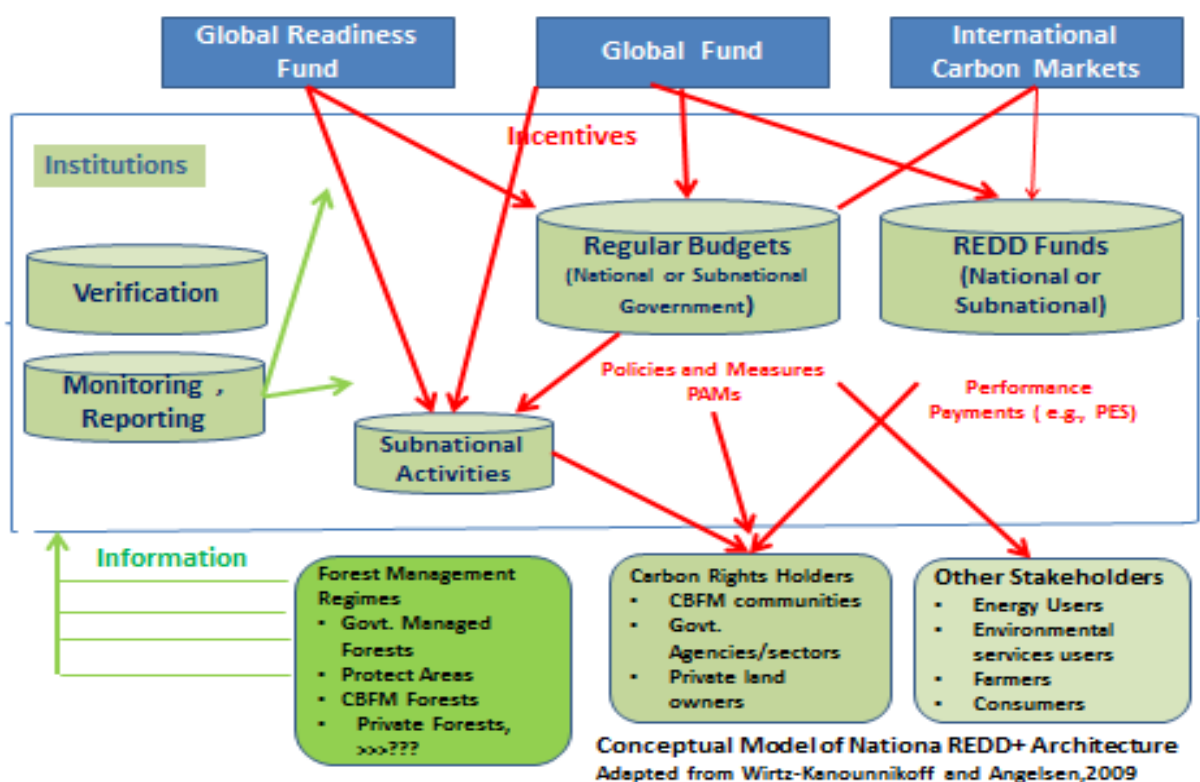 Global Readiness
Fund
Global Fund
International
Carbon Markets
Incentives
Institutions
Regular Budgets
(National or Subnational
Government)
REDD Funds
(National or
Subnational)
Verification
Monitoring ,
Reporting
Policies and Measures
PAMs
Performance
Payments ( e.g., PES)
Subnational
Activities
Information
Forest Management
Regimes
• Govt. Managed
Forests
• Protect Areas
• CBFM Forests
• Private Forests,
>>>???
Carbon Rights Holders
• CBFM communities
• Govt.
Agencies/sectors
• Private land
owners
Other Stakeholders
• Energy Users
• Environmental
services users
• Farmers
• Consumers
Conceptual Model of Nationa REDD+ Architecture
Adapted from Wirtz-Kanounnikoff and Angelsen,2009